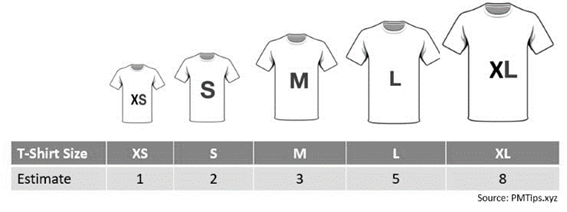 XS S M L XL
T-Shirt Size XS S M L XL
Estimate 1 2 3 5 8
Source: PMTips.xyz